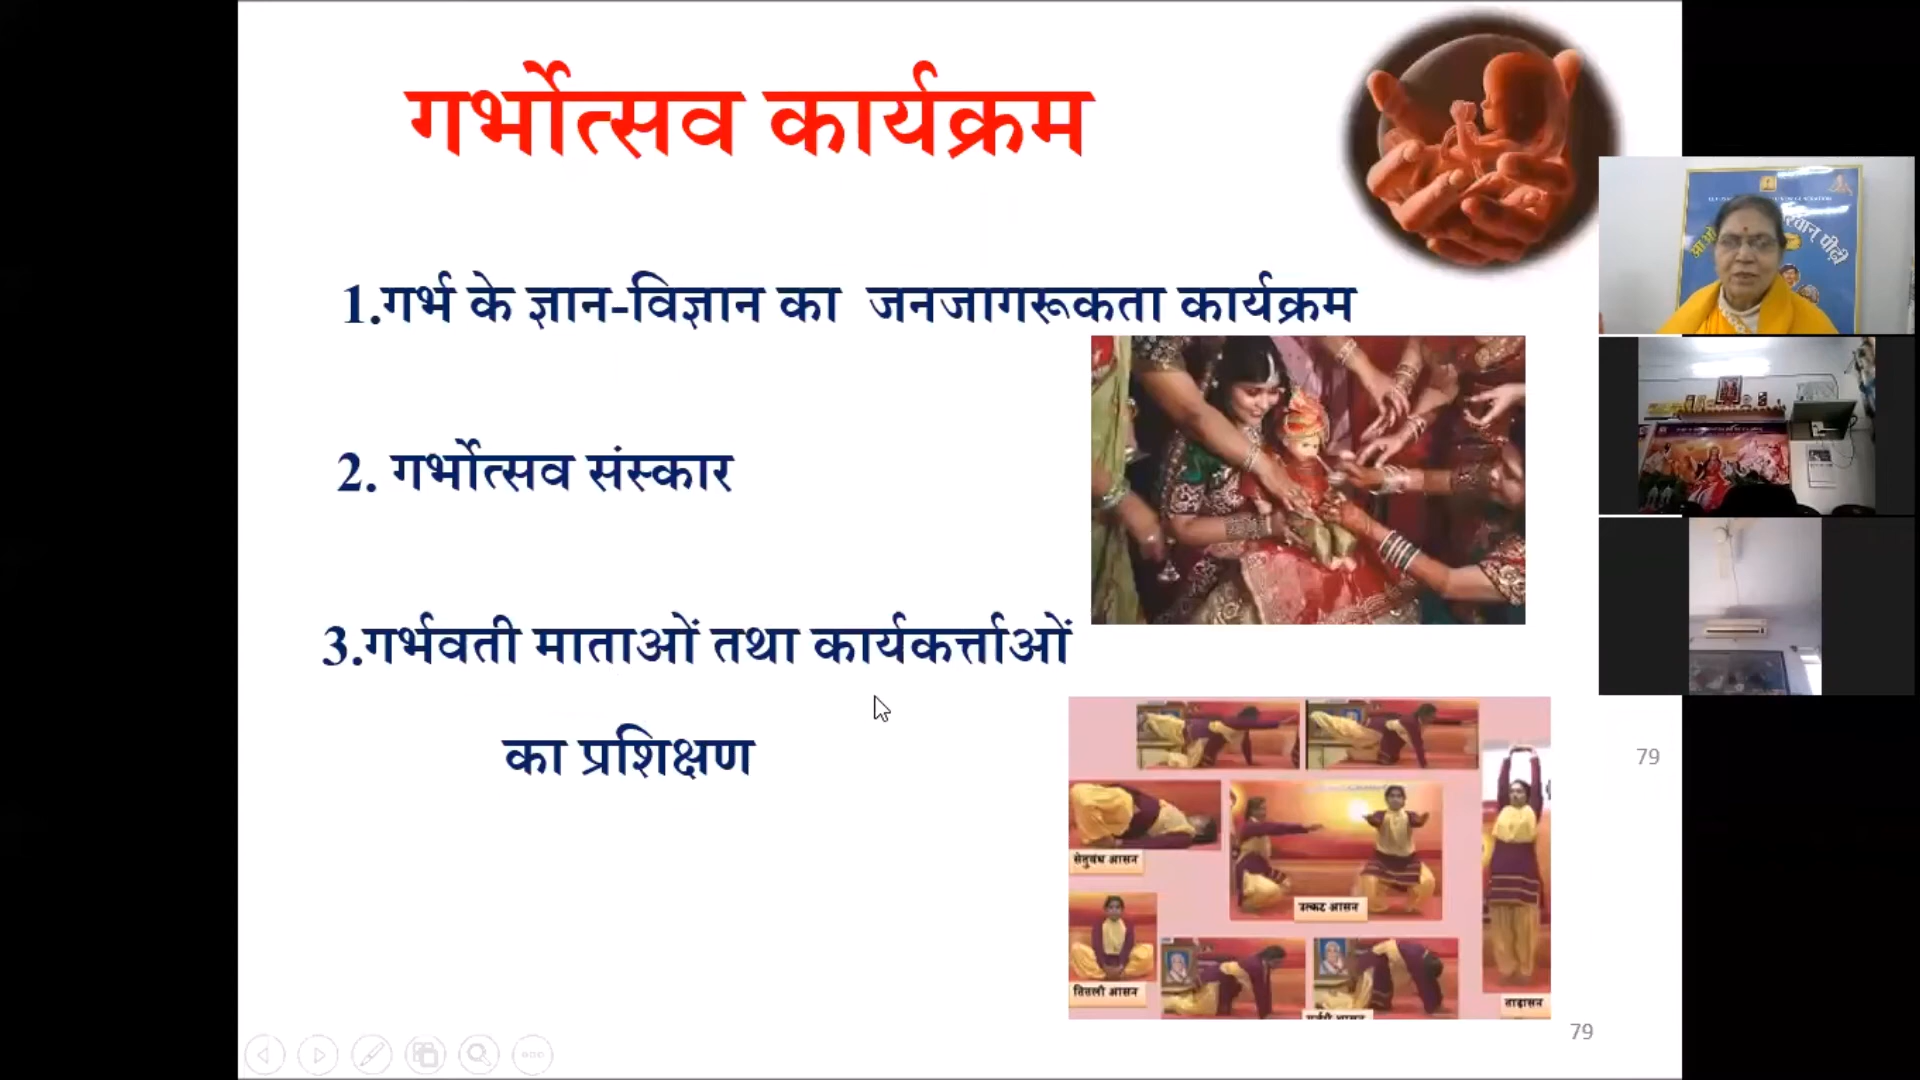 गर्भोत्सव कार्यक्रम
1.गर्भ के ज्ञान-विज्ञान का जनजागरूकता कार्यक्रम
2. गर्भोत्सव संस्कार
3.गर्भवती माताओं तथा कार्यकर्त्ताओं
का प्रशिक्षण
सेतुबंध आसन
उत्कट आसन
तितली आसन
ताड़ासन
79
79
पीढ़ी